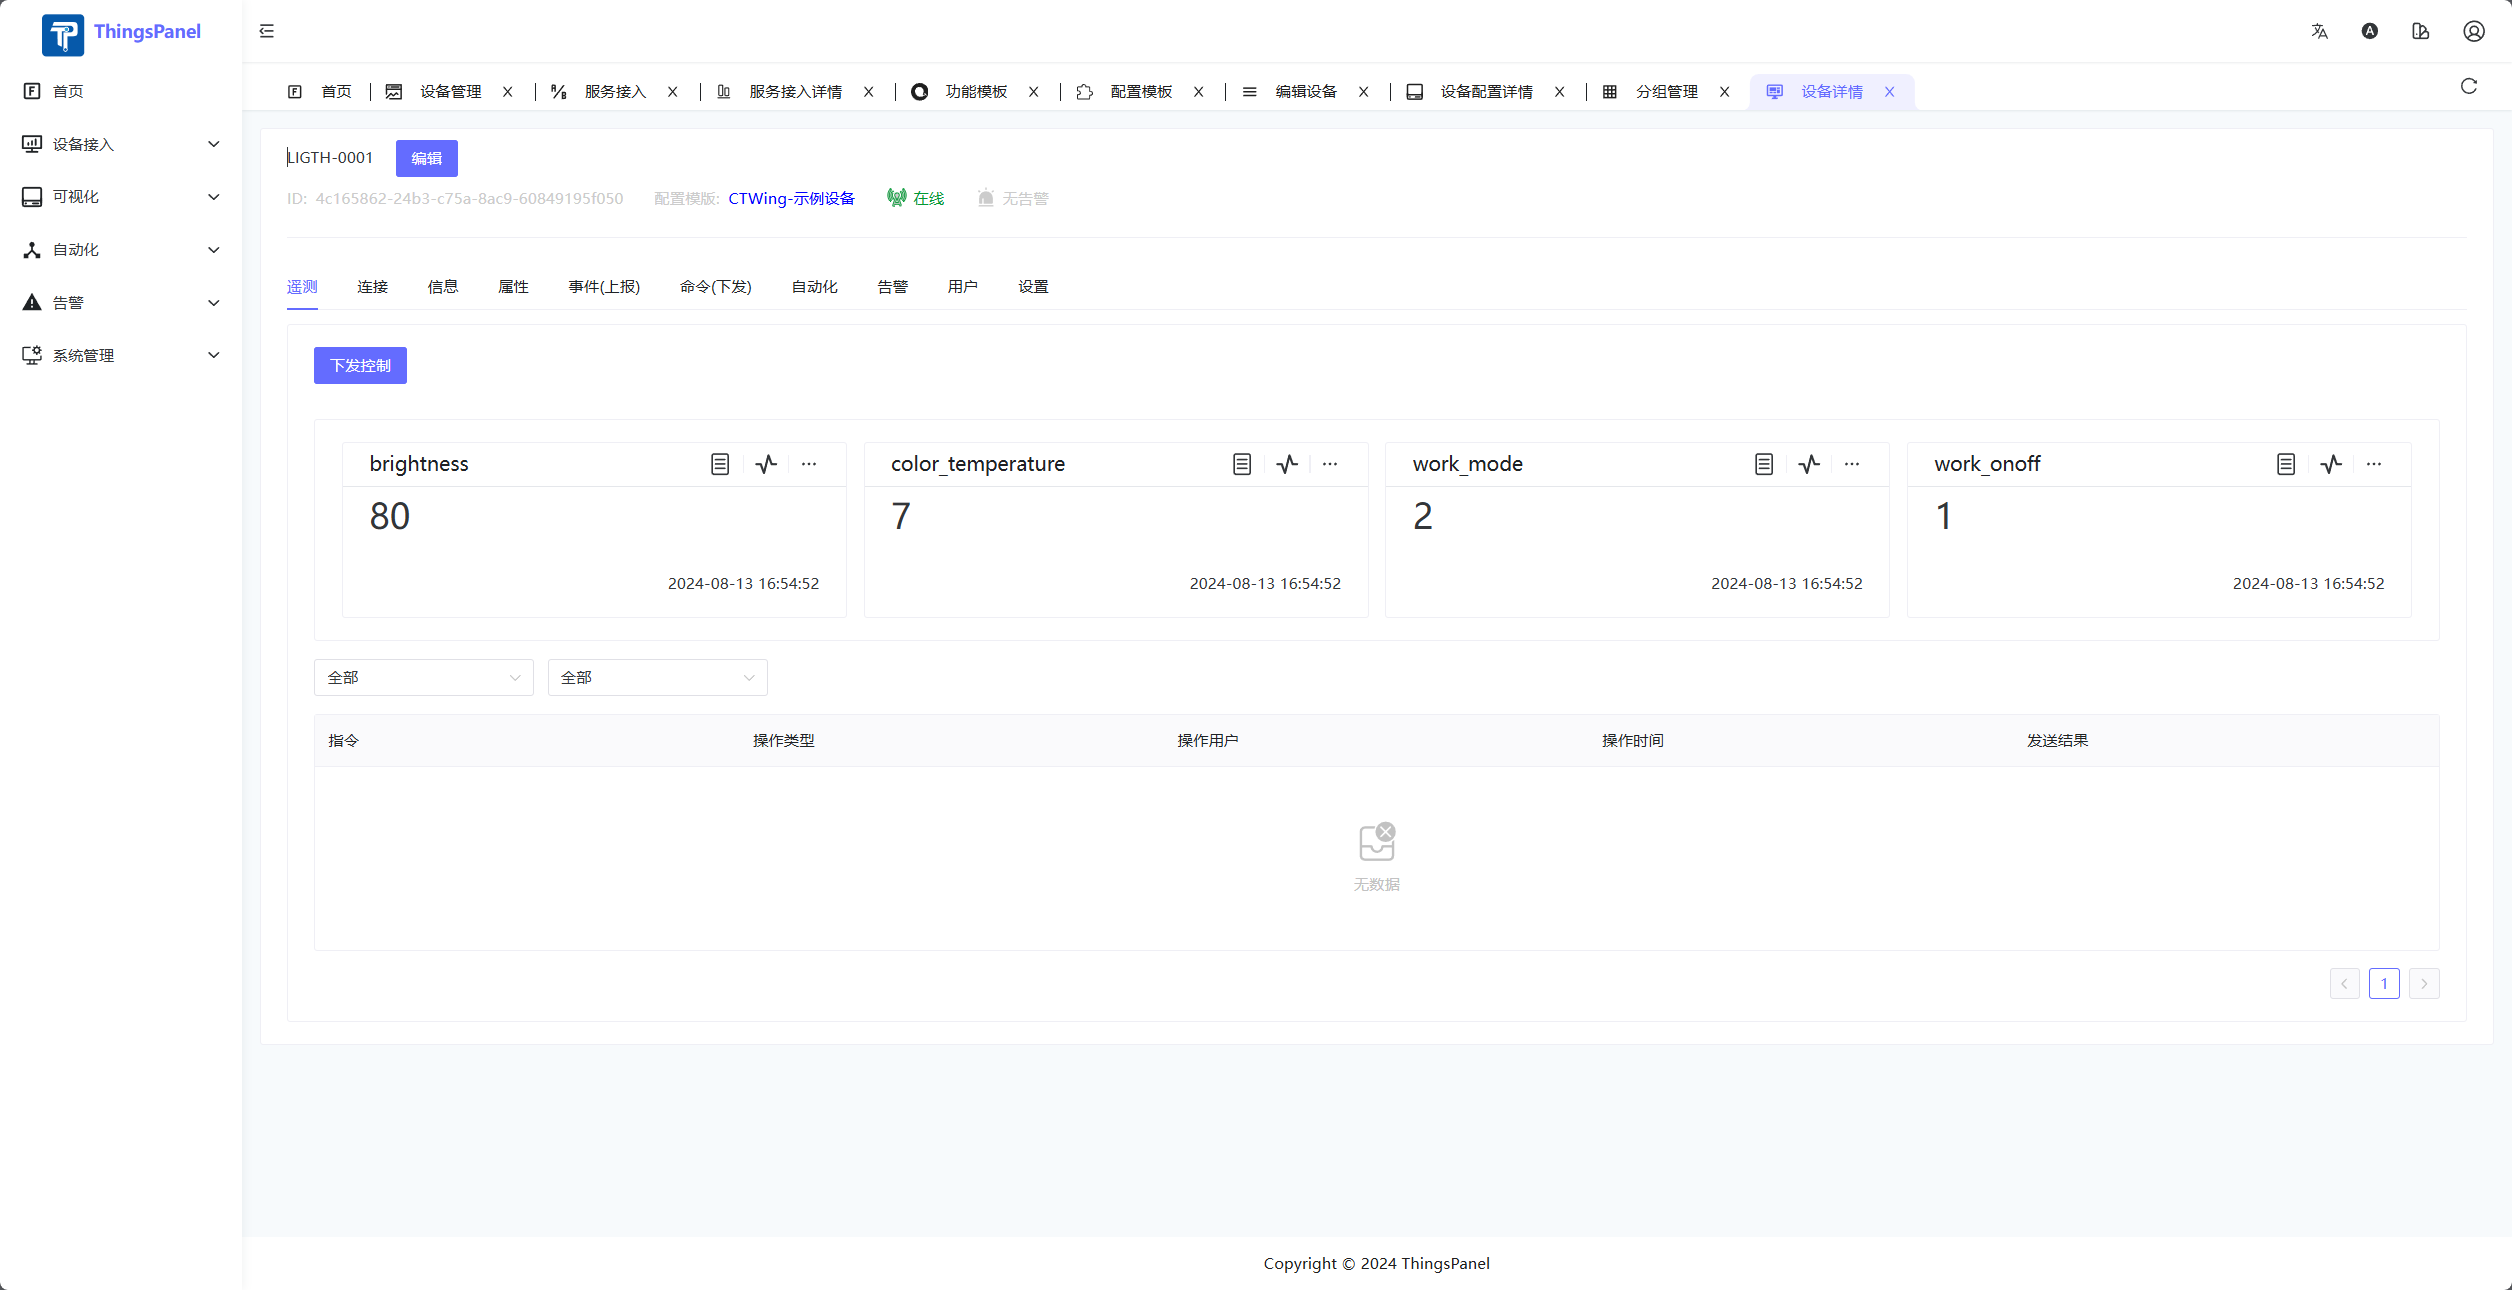 ThingsPanel
首页
设备接入
可视化
自动化
告警
系统管理
首页 设备管理 X 服务接入 X 服务接入详情 X 功能模板 X 配置模板 X 编辑设备 X 设备配置详情 X 分组管理 X 设备详情 X
LIGTH-0001 编辑
ID: 4c165862-24b3-c75a-8ac9-60849195f050 配置模版: CTWing-示例设备 在线 无告警
遥测 连接 信息 属性 事件(上报) 命令(下发) 自动化 告警 用户 设置
下发控制
brightness
80
2024-08-13 16:54:52
color_temperature
7
2024-08-13 16:54:52
work_mode
2
2024-08-13 16:54:52
work_onoff
1
2024-08-13 16:54:52
全部 全部
指令 操作类型 操作用户 操作时间 发送结果
无数据
1
Copyright © 2024 ThingsPanel